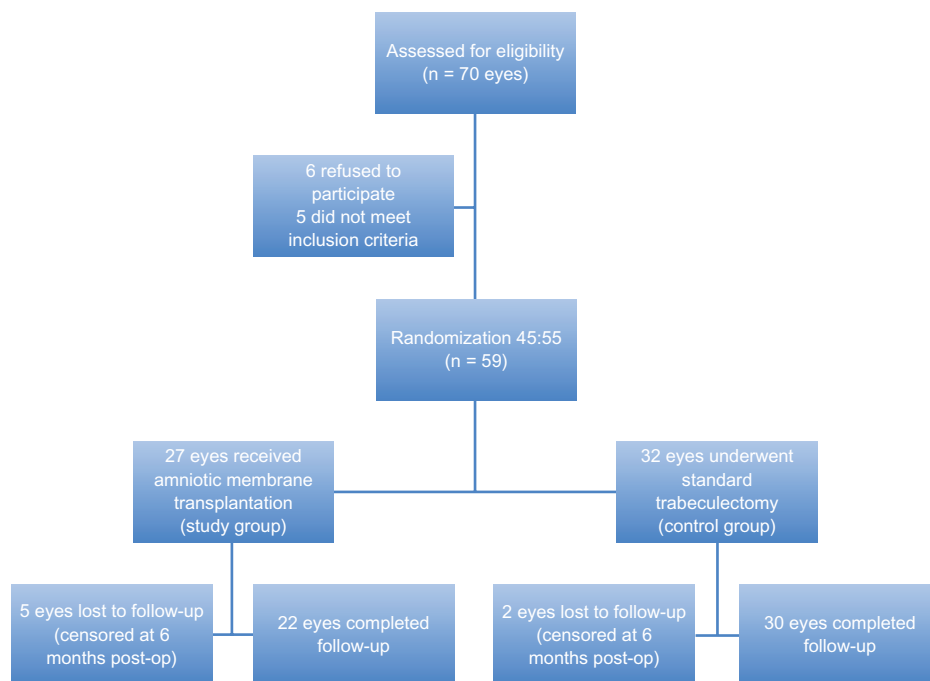 Assessed for eligibility
(n = 70 eyes)
6 refused to
participate
5 did not meet
inclusion criteria
Randomization 45:55
(n = 59)
27 eyes received
amniotic membrane
transplantation
(study group)
32 eyes underwent
standard
trabeculectomy
(control group)
5 eyes lost to follow-up
(censored at 6
months post-op)
22 eyes completed
follow-up
2 eyes lost to follow-up
(censored at 6
months post-op)
30 eyes completed
follow-up